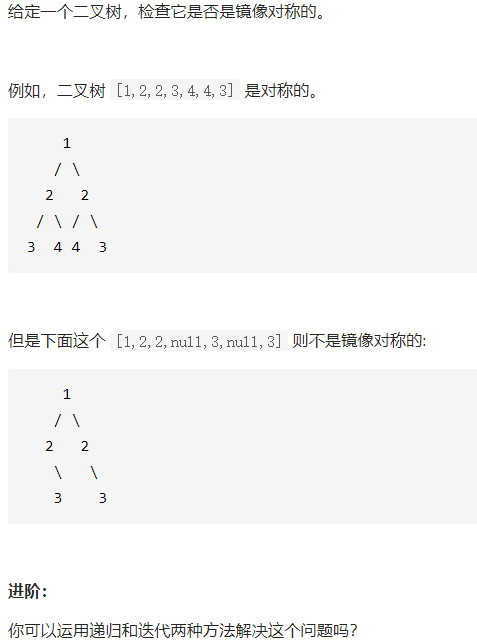 给定一个二叉树，检查它是否是镜像对称的。
例如，二叉树 [1,2,2,3,4,4,3] 是对称的。
    1
   / \
  2   2
 / \ / \
3  4 4  3
但是下面这个 [1,2,2,null,3,null,3] 则不是镜像对称的:
    1
   / \
  2   2
   \   \
   3    3
进阶：
你可以运用递归和迭代两种方法解决这个问题吗？